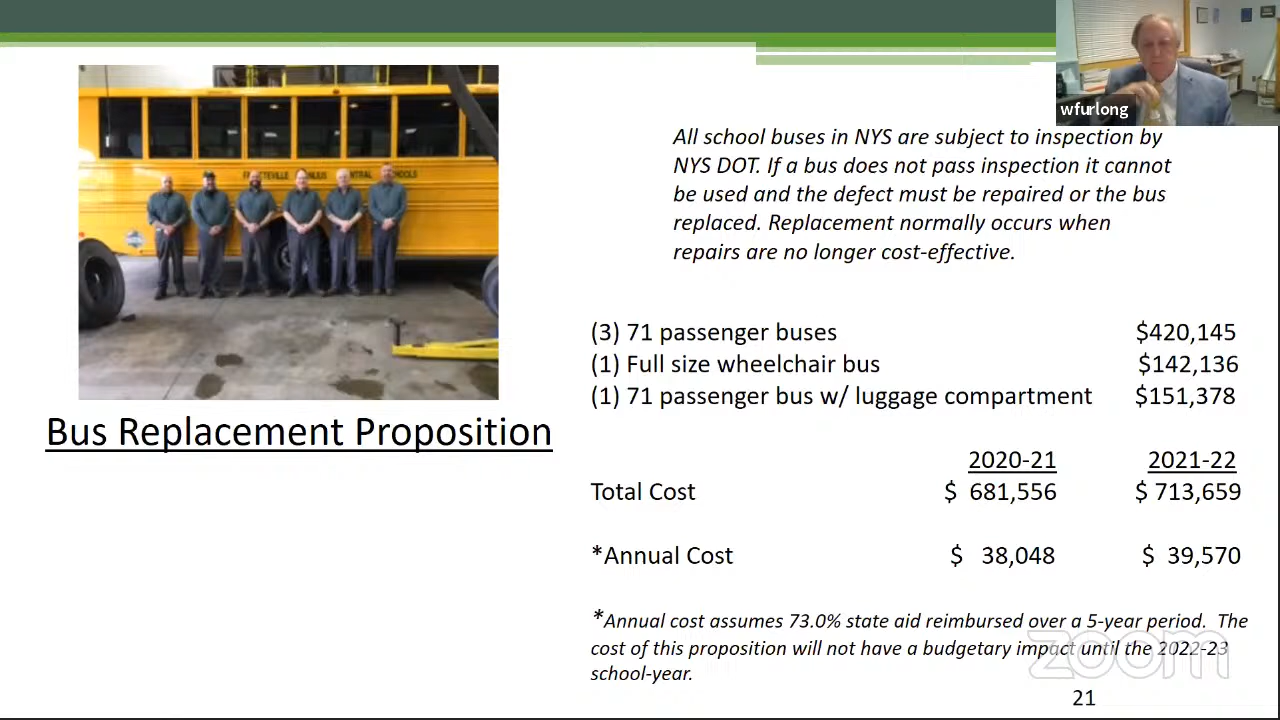 wfurlong
All school buses in NYS are subject to inspection by
NYS DOT. If a bus does not pass inspection it cannot
be used and the defect must be repaired or the bus
replaced. Replacement normally occurs when
repairs are no longer cost-effective.
(3) 71 passenger buses $420,145
(1) Full size wheelchair bus $142,136
(1) 71 passenger bus w/ luggage compartment $151,378
Bus Replacement Proposition
2020-21 2021-22
Total Cost $ 681,556 $ 713,659
*Annual Cost $ 38,048 $ 39,570
*Annual cost assumes 73.0% state aid reimbursed over a 5-year period. The
cost of this proposition will not have a budgetary impact until the 2022-23
school-year.
zoom
21